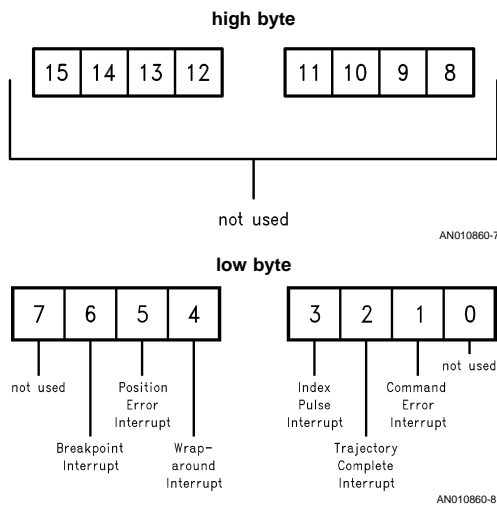 high byte
15 14 13 12 11 10 9 8
not used
AN010860-7
low byte
7 6 5 4 3 2 1 0
not used
Breakpoint
Interrupt
Position
Error
Interrupt
Wrap-
around
Interrupt
Index
Pulse
Interrupt
Trajectory
Complete
Interrupt
Command
Error
Interrupt
not used
AN010860-8